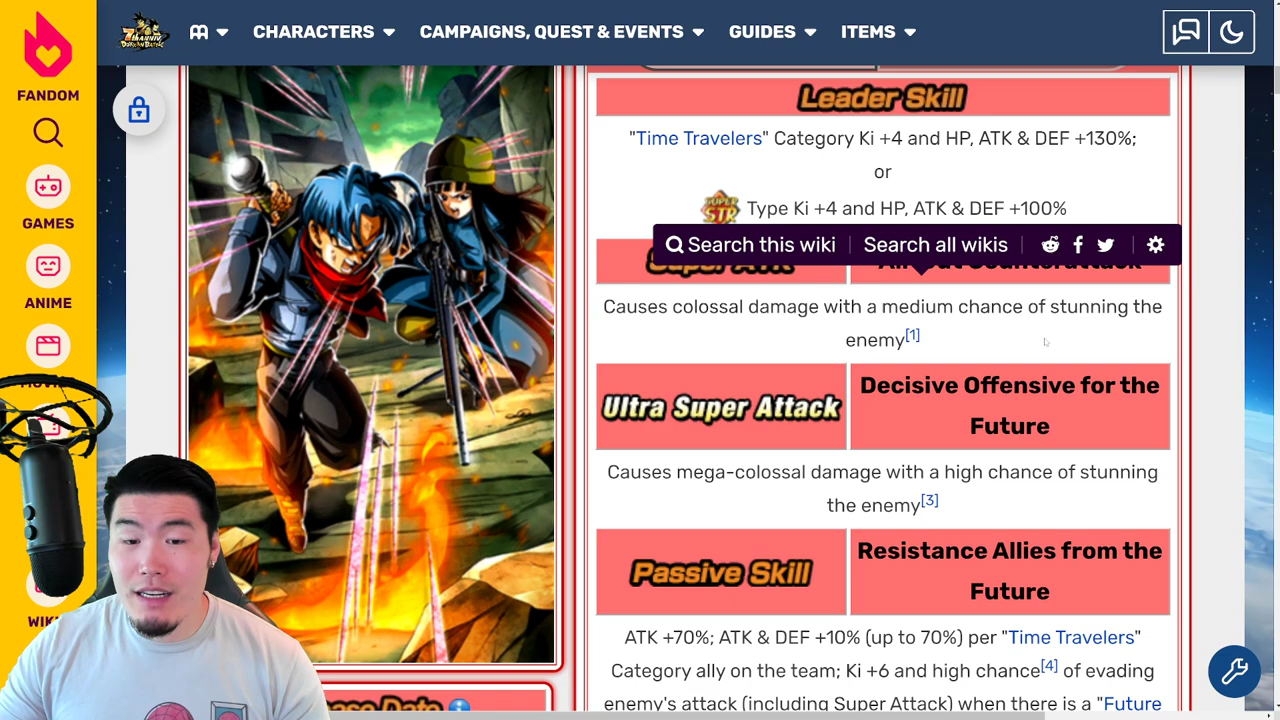 CHARACTERS
CAMPAIGNS, QUEST & EVENTS
GUIDES
ITEMS
FANDOM
GAMES
ANIME
Leader Skill
"Time Travelers" Category Ki +4 and HP, ATK & DEF +130%;
or
SUPER STR Type Ki +4 and HP, ATK & DEF +100%
Search this wiki
Search all wikis
Super ATK
Causes colossal damage with a medium chance of stunning the
enemy[1]
Ultra Super Attack
Decisive Offensive for the
Future
Causes mega-colossal damage with a high chance of stunning
the enemy[3]
Passive Skill
Resistance Allies from the
Future
ATK +70%; ATK & DEF +10% (up to 70%) per "Time Travelers"
Category ally on the team; Ki +6 and high chance[4] of evading
enemy's attack (including Super Attack) when there is a "Future